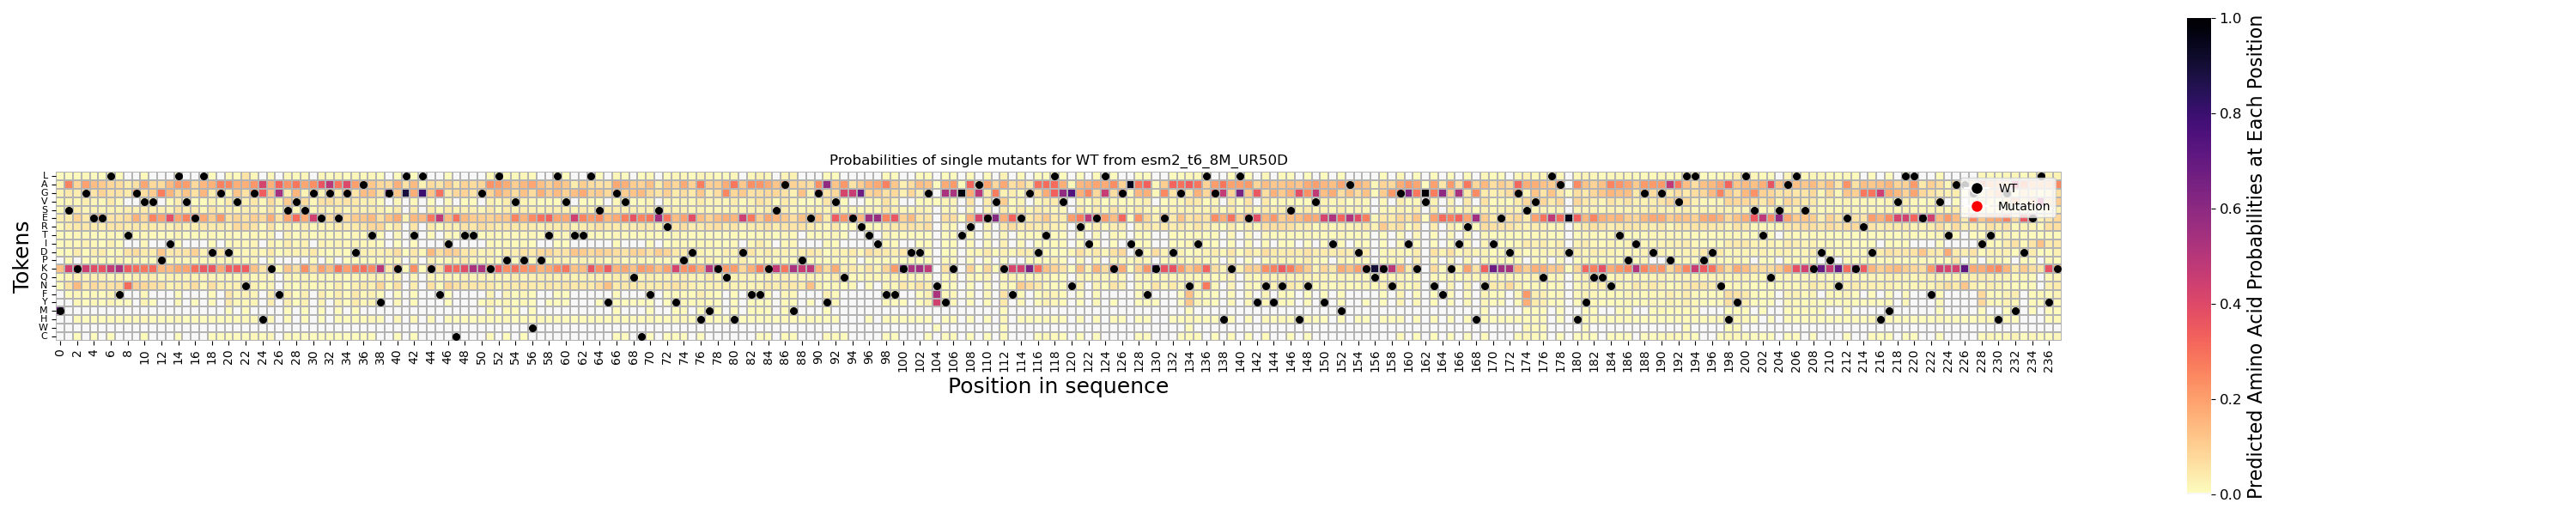 Probabilities of single mutants for WT from esm2_t6_8M_UR50D
Tokens
L
A
G
V
S
E
R
T
I
D
P
K
Q
N
F
Y
M
H
W
C
0 2 4 6 8 10 12 14 16 18 20 22 24 26 28 30 32 34 36 38 40 42 44 46 48 50 52 54 56 58 60 62 64 66 68 70 72 74 76 78 80 82 84 86 88 90 92 94 96 98 100 102 104 106 108 110 112 114 116 118 120 122 124 126 128 130 132 134 136 138 140 142 144 146 148 150 152 154 156 158 160 162 164 166 168 170 172 174 176 178 180 182 184 186 188 190 192 194 196 198 200 202 204 206 208 210 212 214 216 218 220 222 224 226 228 230 232 234 236
Position in sequence
WT
Mutation
1.0
0.8
0.6
0.4
0.2
0.0
Predicted Amino Acid Probabilities at Each Position